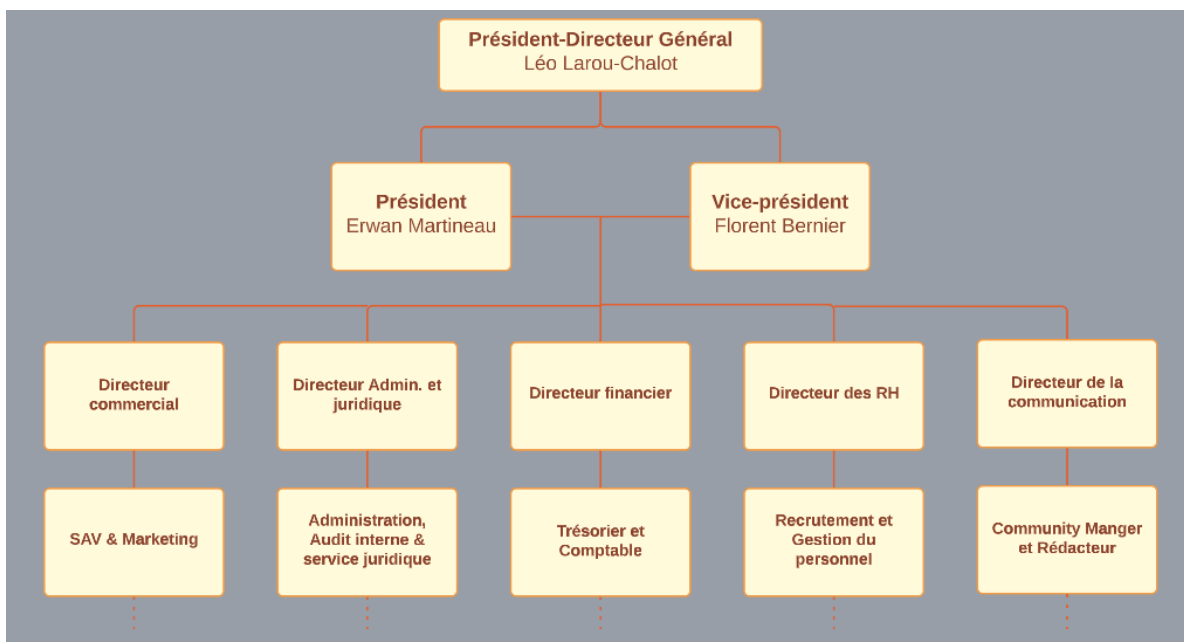 Président-Directeur Général
Léo Larou-Chalot
Président
Erwan Martineau
Vice-président
Florent Bernier
Directeur
commercial
Directeur Admin. et
juridique
Directeur financier
Directeur des RH
Directeur de la
communication
SAV & Marketing
Administration,
Audit interne &
service juridique
Trésorier et
Comptable
Recrutement et
Gestion du
personnel
Community Manger
et Rédacteur